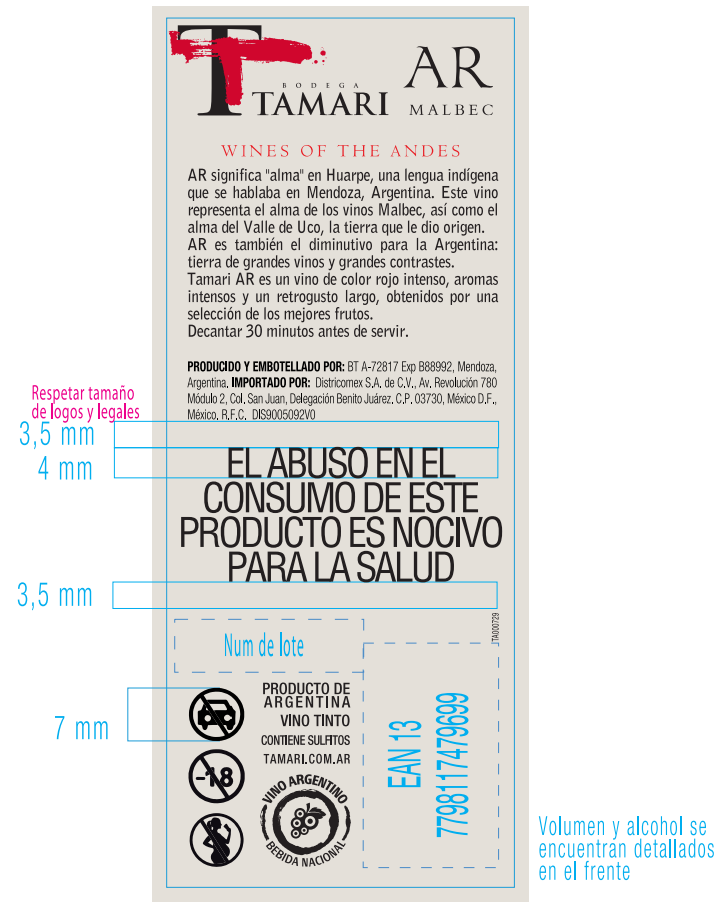 T
BODEGA
TAMARI
AR
MALBEC
WINES OF THE ANDES
AR significa "alma" en Huarpe, una lengua indígena
que se hablaba en Mendoza, Argentina. Este vino
representa el alma de los vinos Malbec, así como el
alma del Valle de Uco, la tierra que le dio origen.
AR es también el diminutivo para la Argentina:
tierra de grandes vinos y grandes contrastes.
Tamari AR es un vino de color rojo intenso, aromas
intensos y un retrogusto largo, obtenidos por una
selección de los mejores frutos.
Decantar 30 minutos antes de servir.
PRODUCIDO Y EMBOTELLADO POR: BT A-72817 Exp B88992, Mendoza,
Argentina. IMPORTADO POR: Districomex S.A. de C.V., Av. Revolución 780
Módulo 2, Col. San Juan, Delegación Benito Juárez, C.P. 03730, México D.F.,
México. R.F.C. DIS9005092V0
Respetar tamaño
de logos y legales
3,5 mm
4 mm
EL ABUSO EN EL
CONSUMO DE ESTE
PRODUCTO ES NOCIVO
PARA LA SALUD
3,5 mm
Num de lote
TA000729
7 mm
PRODUCTO DE
ARGENTINA
VINO TINTO
CONTIENE SULFITOS
TAMARI.COM.AR
-18
VINO ARGENTINO
BEBIDA NACIONAL
EAN 13
7798117479699
Volumen y alcohol se
encuentran detallados
en el frente